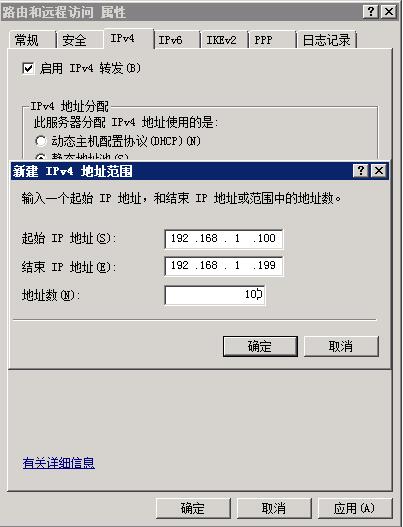 路由和远程访问 属性
常规 安全 IPv4 IPv6 IKEv2 PPP 日志记录
启用 IPv4 转发(B)
IPv4 地址分配
此服务器分配 IPv4 地址使用的是:
动态主机配置协议(DHCP)(N)
静态地址池(S)
新建 IPv4 地址范围
输入一个起始 IP 地址，和结束 IP 地址或范围中的地址数。
起始 IP 地址(S): 192 .168 . 1 .100
结束 IP 地址(E): 192 .168 . 1 .199
地址数(N): 100
确定 取消
有关详细信息
确定 取消 应用(A)